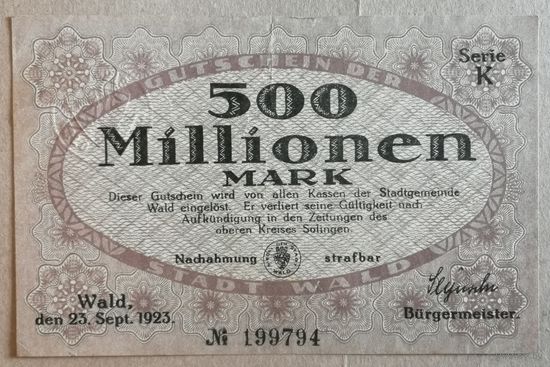 GUTSCHEIN DER
Serie
K
500
Millionen
MARK
Dieser Gutschein wird von allen Kassen der Stadtgemeinde
Wald eingelöst. Er verliert seine Gültigkeit nach
Aufkündigung in den Zeitungen des
oberen Kreises Solingen
Nachahmung strafbar
WALD
STADT WALD
Wald,
den 23. Sept. 1923.
Bürgermeister.
№ 199794